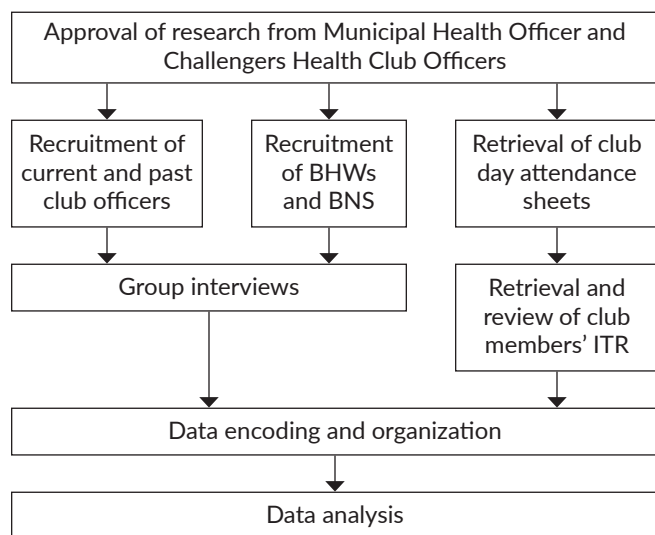 Approval of research from Municipal Health Officer and
Challengers Health Club Officers
Recruitment of
current and past
club officers
Recruitment
of BHWs
and BNS
Retrieval of club
day attendance
sheets
Group interviews
Retrieval and
review of club
members’ ITR
Data encoding and organization
Data analysis